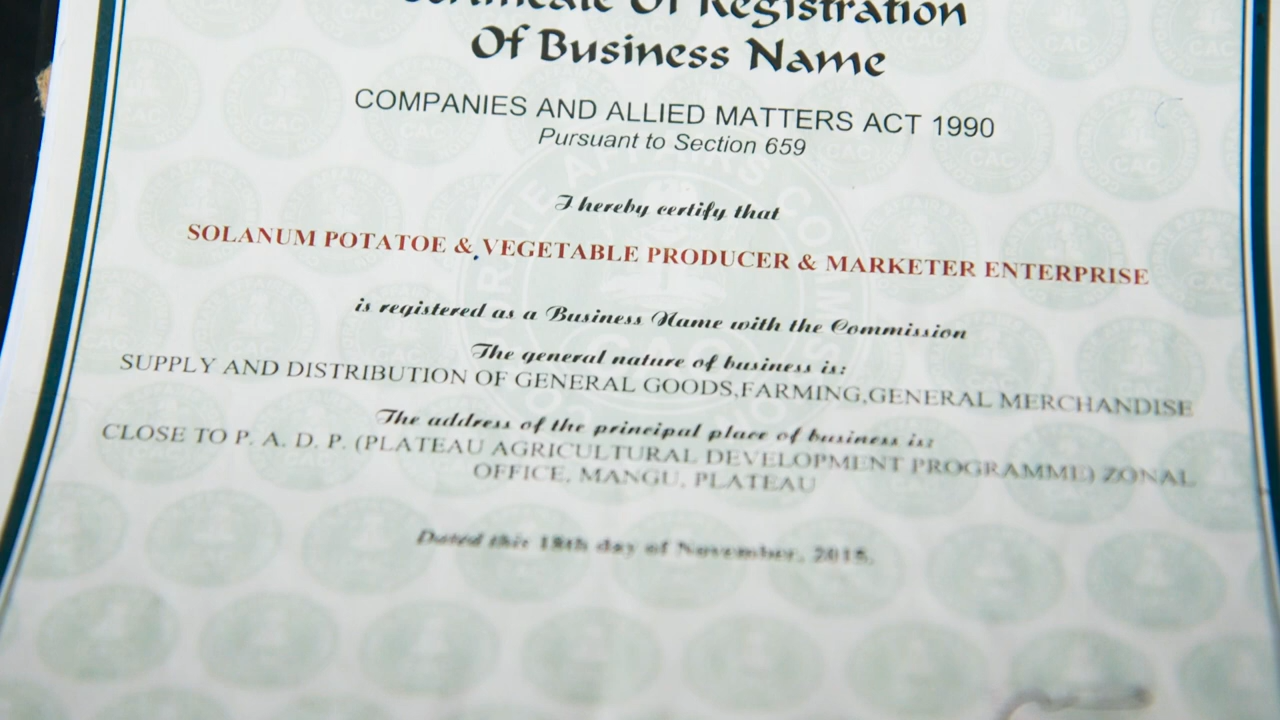 Certificate Of Registration
Of Business Name
COMPANIES AND ALLIED MATTERS ACT 1990
Pursuant to Section 659
I hereby certify that
SOLANUM POTATOE & VEGETABLE PRODUCER & MARKETER ENTERPRISE
is registered as a Business Name with the Commission
The general nature of business is:
SUPPLY AND DISTRIBUTION OF GENERAL GOODS,FARMING,GENERAL MERCHANDISE
The address of the principal place of business is:
CLOSE TO P. A. D. P. (PLATEAU AGRICULTURAL DEVELOPMENT PROGRAMME) ZONAL
OFFICE, MANGU, PLATEAU
Dated this 18th day of November, 2015.